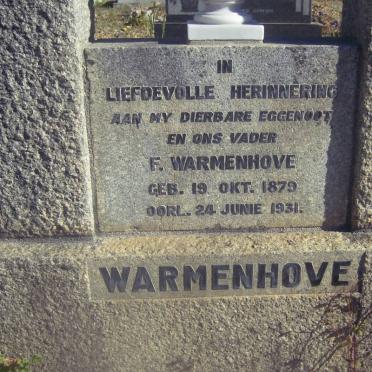 IN
LIEFDEVOLLE HERINNERING
AAN MY DIERBARE EGGENOOT
EN ONS VADER
F. WARMENHOVE
GEB. 19 OKT. 1879
OORL. 24 JUNIE 1931.
WARMENHOVE